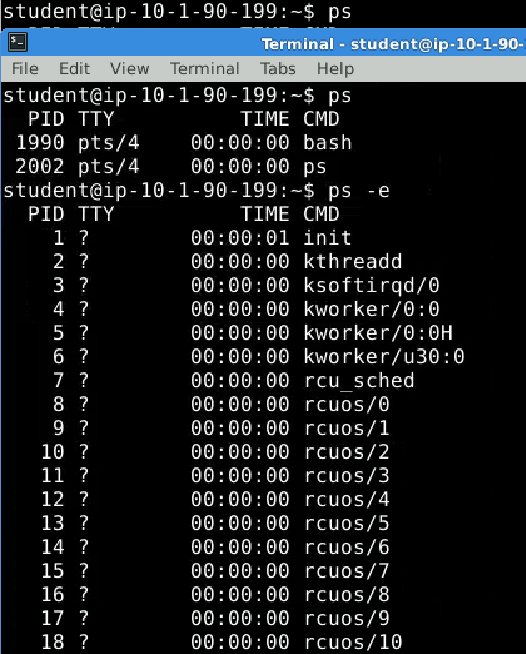 student@ip-10-1-90-199:~$ ps
Terminal - student@ip-10-1-90-
File Edit View Terminal Tabs Help
student@ip-10-1-90-199:~$ ps
PID TTY TIME CMD
1990 pts/4 00:00:00 bash
2002 pts/4 00:00:00 ps
student@ip-10-1-90-199:~$ ps -e
PID TTY TIME CMD
1 ? 00:00:01 init
2 ? 00:00:00 kthreadd
3 ? 00:00:00 ksoftirqd/0
4 ? 00:00:00 kworker/0:0
5 ? 00:00:00 kworker/0:0H
6 ? 00:00:00 kworker/u30:0
7 ? 00:00:00 rcu_sched
8 ? 00:00:00 rcuos/0
9 ? 00:00:00 rcuos/1
10 ? 00:00:00 rcuos/2
11 ? 00:00:00 rcuos/3
12 ? 00:00:00 rcuos/4
13 ? 00:00:00 rcuos/5
14 ? 00:00:00 rcuos/6
15 ? 00:00:00 rcuos/7
16 ? 00:00:00 rcuos/8
17 ? 00:00:00 rcuos/9
18 ? 00:00:00 rcuos/10